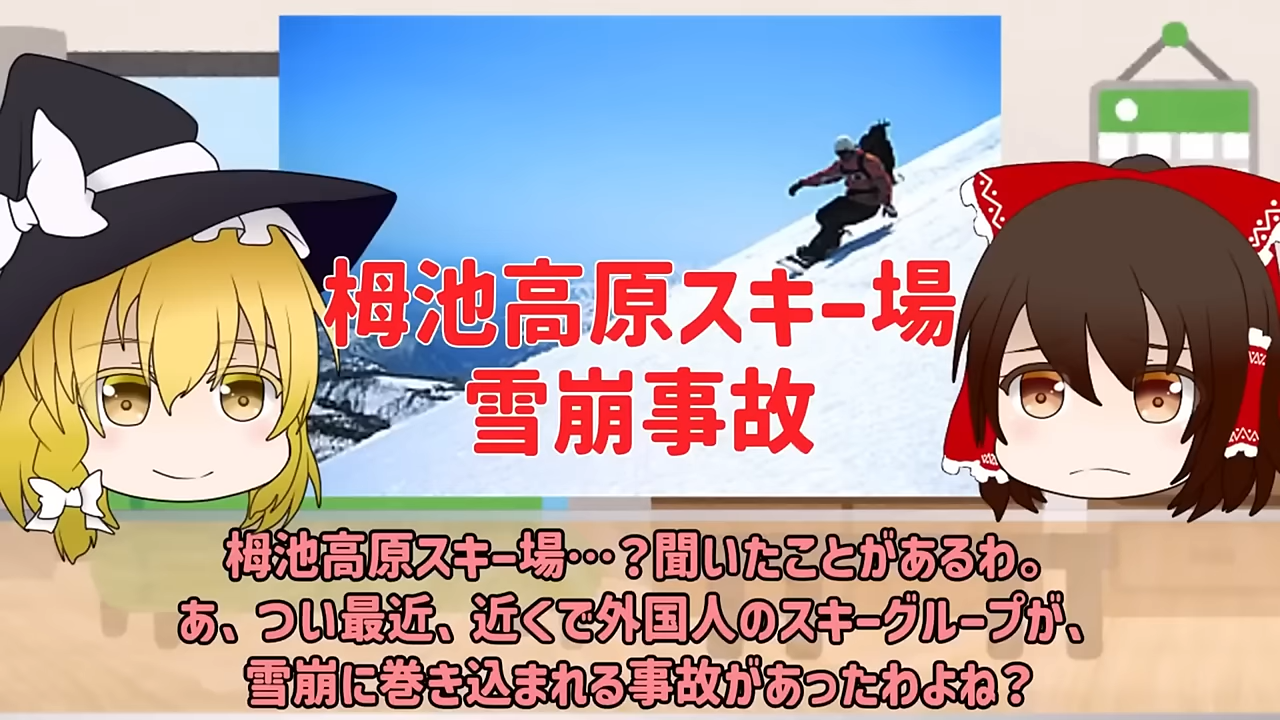 栂池高原スキー場
雪崩事故
栂池高原スキー場…？聞いたことがあるわ。
あ、つい最近、近くで外国人のスキーグループが、
雪崩に巻き込まれる事故があったわよね？